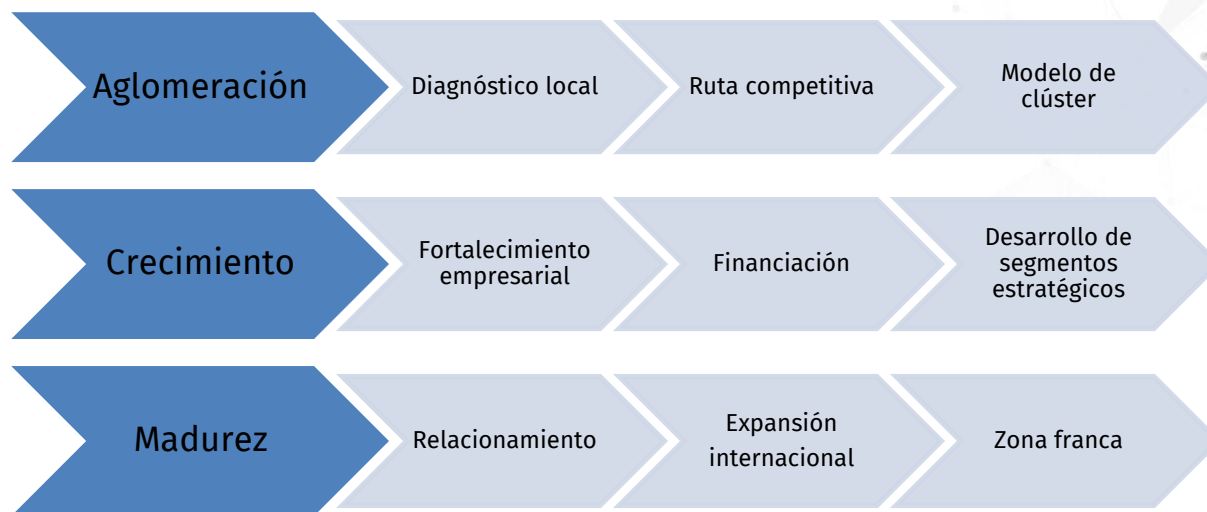 Aglomeración
Diagnóstico local
Ruta competitiva
Modelo de
clúster
Crecimiento
Fortalecimiento
empresarial
Financiación
Desarrollo de
segmentos
estratégicos
Madurez
Relacionamiento
Expansión
internacional
Zona franca